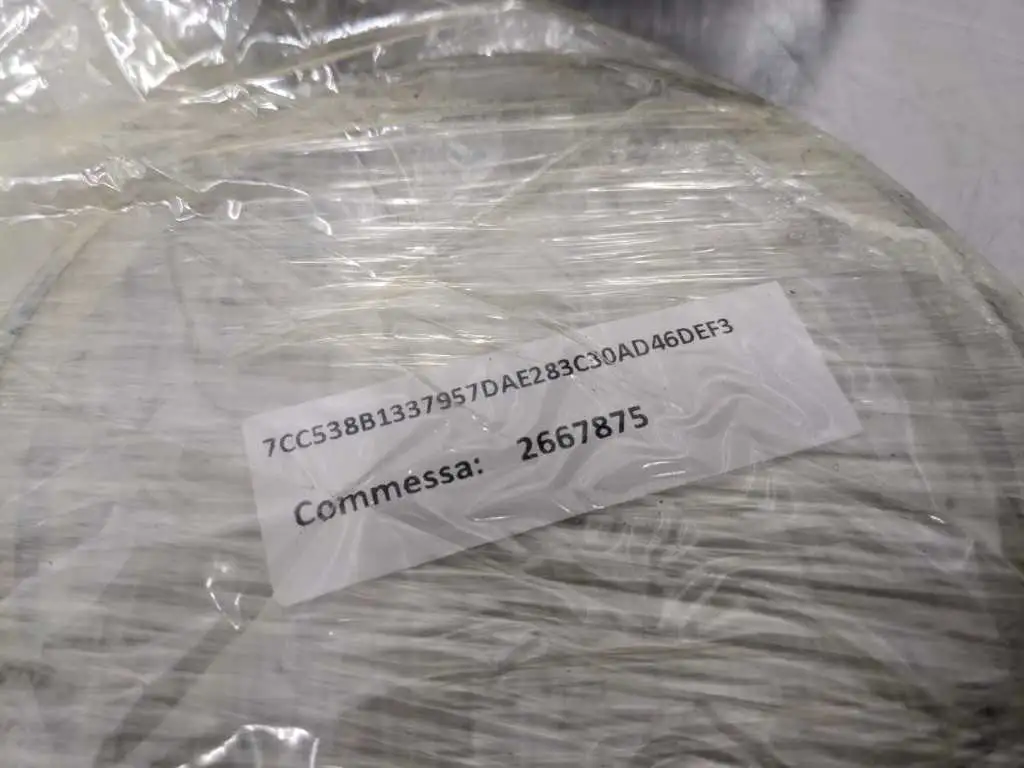 7CC538B1337957DAE283C30AD46DEF3
Commessa: 2667875